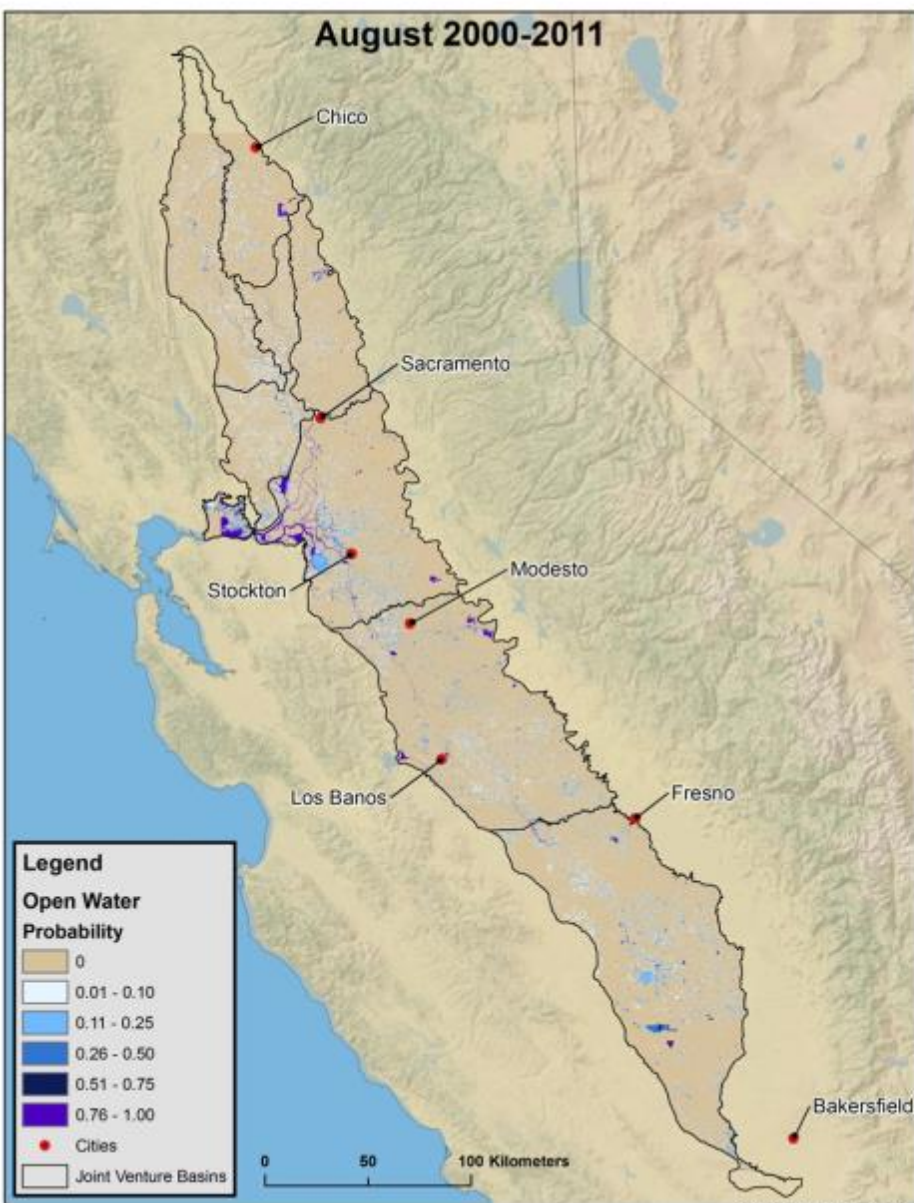 August 2000-2011
Chico
Sacramento
Stockton
Modesto
Los Banos
Fresno
Bakersfield
Legend
Open Water
Probability
0
0.01 - 0.10
0.11 - 0.25
0.26 - 0.50
0.51 - 0.75
0.76 - 1.00
Cities
Joint Venture Basins
0 50 100 Kilometers